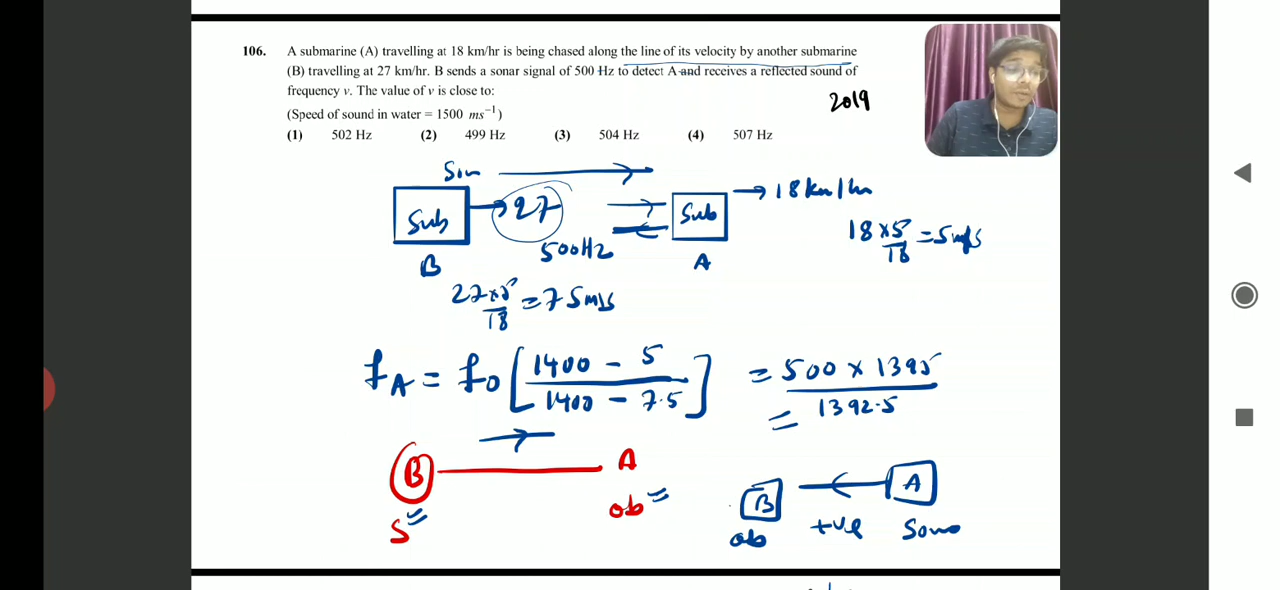 106. A submarine (A) travelling at 18 km/hr is being chased along the line of its velocity by another submarine
(B) travelling at 27 km/hr. B sends a sonar signal of 500 Hz to detect A and receives a reflected sound of
frequency v. The value of v is close to:
(Speed of sound in water = 1500 ms⁻¹)
2019
(1) 502 Hz (2) 499 Hz (3) 504 Hz (4) 507 Hz
Sub → 27 Sub → 18 km/hr
500Hz
B A
18×5/18 = 5 m/s
27×5/18 = 7.5 m/s
fA = f0 [1400 - 5 / 1400 - 7.5] = 500 × 1395 / 1392.5
=
B A
S ob
B A
ob +ve